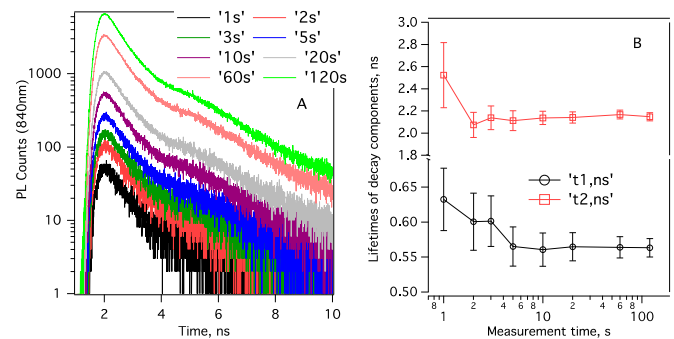 '1s' '2s'
'3s' '5s'
'10s' '20s'
'60s' '120s
A
PL Counts (840nm)
1000
100
10
1
2 4 6 8 10
Time, ns
B
Lifetimes of decay components, ns
3.0
2.8
2.6
2.4
2.2
2.0
1.8
0.65
0.60
0.55
0.50
't1,ns'
't2,ns'
8 1 2 4 6 8 10 2 4 6 8 100
Measurement time, s